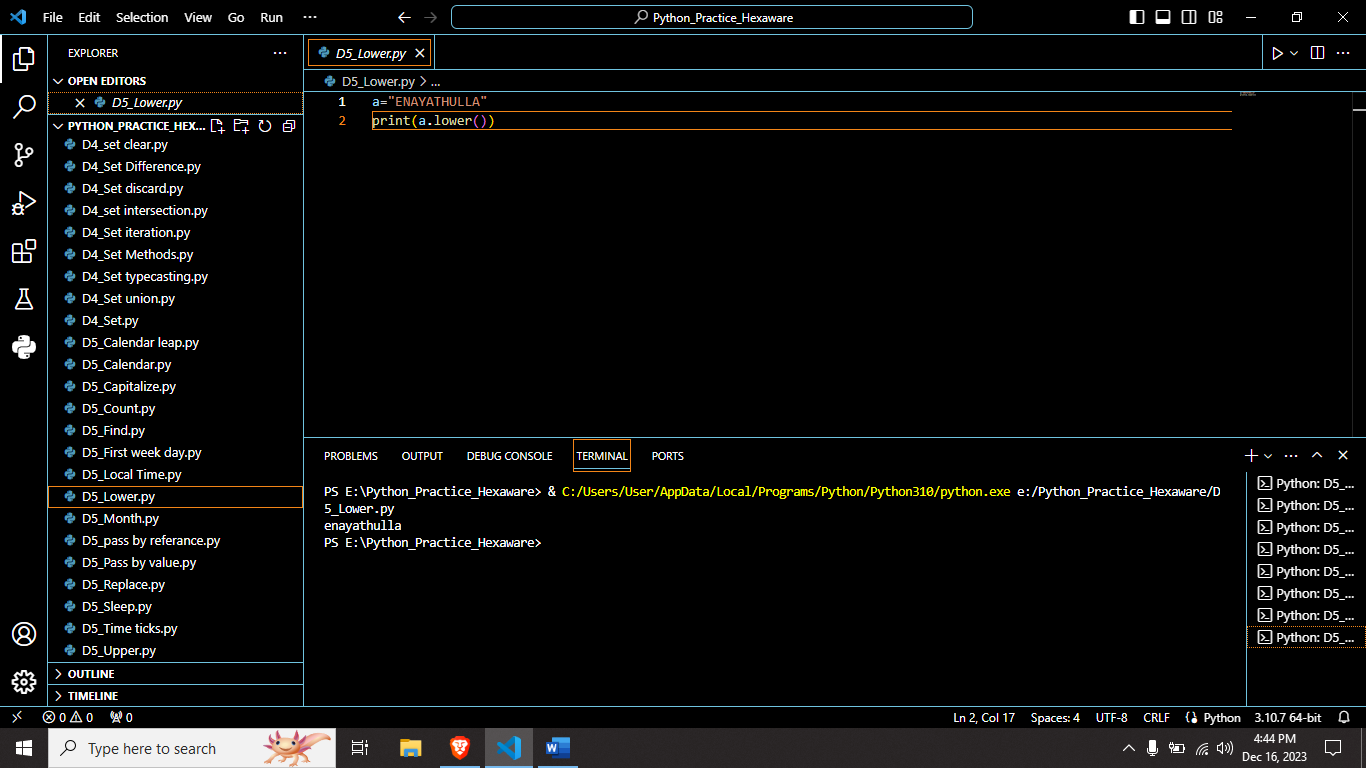 File Edit Selection View Go Run ···
Python_Practice_Hexaware
EXPLORER
OPEN EDITORS
D5_Lower.py
PYTHON_PRACTICE_HEX...
D4_set clear.py
D4_Set Difference.py
D4_Set discard.py
D4_set intersection.py
D4_Set iteration.py
D4_Set Methods.py
D4_Set typecasting.py
D4_Set union.py
D4_Set.py
D5_Calendar leap.py
D5_Calendar.py
D5_Capitalize.py
D5_Count.py
D5_Find.py
D5_First week day.py
D5_Local Time.py
D5_Lower.py
D5_Month.py
D5_pass by referance.py
D5_Pass by value.py
D5_Replace.py
D5_Sleep.py
D5_Time ticks.py
D5_Upper.py
OUTLINE
TIMELINE
D5_Lower.py
D5_Lower.py > ...
1 a="ENAYATHULLA"
2 print(a.lower())
PROBLEMS OUTPUT DEBUG CONSOLE TERMINAL PORTS
PS E:\Python_Practice_Hexaware> & C:/Users/User/AppData/Local/Programs/Python/Python310/python.exe e:/Python_Practice_Hexaware/D
5_Lower.py
enayathulla
PS E:\Python_Practice_Hexaware>
Python: D5_...
Python: D5_...
Python: D5_...
Python: D5_...
Python: D5_...
Python: D5_...
Python: D5_...
Python: D5_...
0 0 0 Ln 2, Col 17 Spaces: 4 UTF-8 CRLF Python 3.10.7 64-bit
Type here to search
4:44 PM
Dec 16, 2023